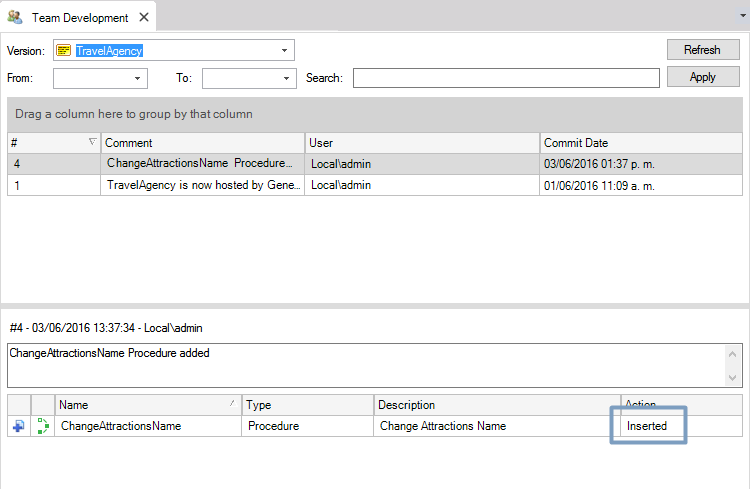 Team Development
Version: TravelAgency Refresh
From: To: Search: Apply
Drag a column here to group by that column
# Comment User Commit Date
4 ChangeAttractionsName Procedure... Local\admin 03/06/2016 01:37 p. m.
1 TravelAgency is now hosted by Gene... Local\admin 01/06/2016 11:09 a. m.
#4 - 03/06/2016 13:37:34 - Local\admin
ChangeAttractionsName Procedure added
Name Type Description Action
ChangeAttractionsName Procedure Change Attractions Name Inserted